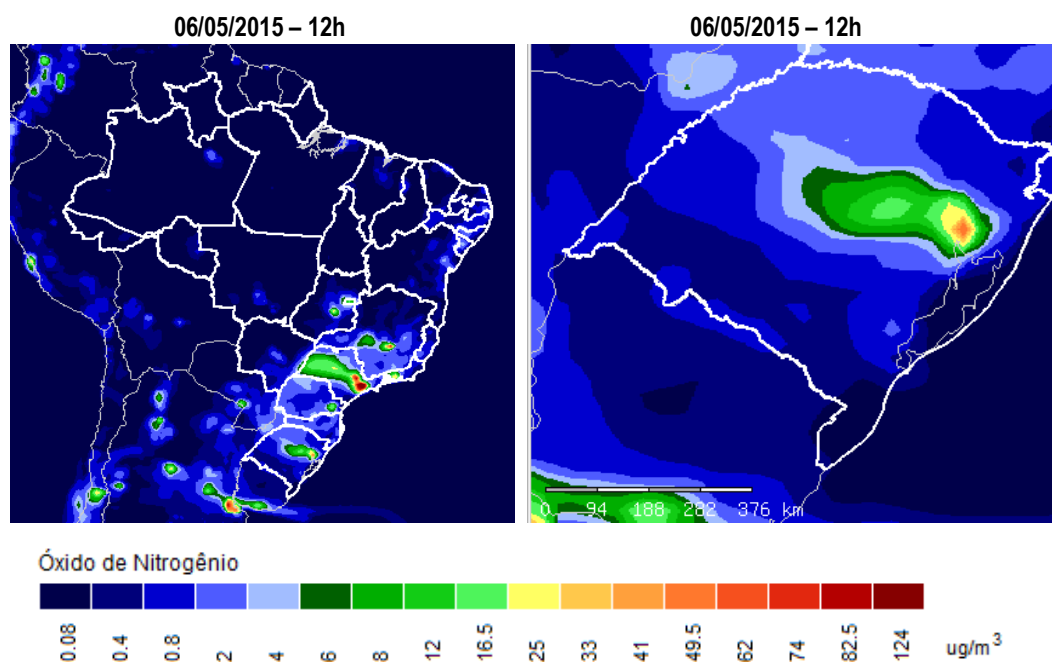 06/05/2015 – 12h
06/05/2015 – 12h
0 94 188 282 376 km
Óxido de Nitrogênio
0.08 0.4 0.8 2 4 6 8 12 16.5 25 33 41 49.5 62 74 82.5 124 ug/m³